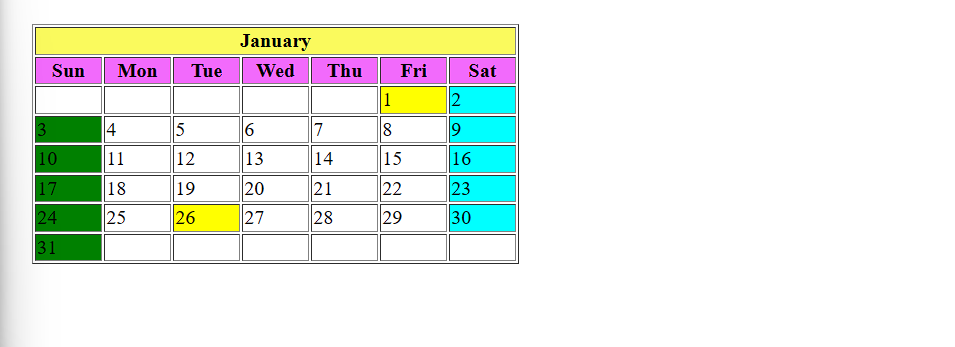 January
Sun Mon Tue Wed Thu Fri Sat
1 2
3 4 5 6 7 8 9
10 11 12 13 14 15 16
17 18 19 20 21 22 23
24 25 26 27 28 29 30
31